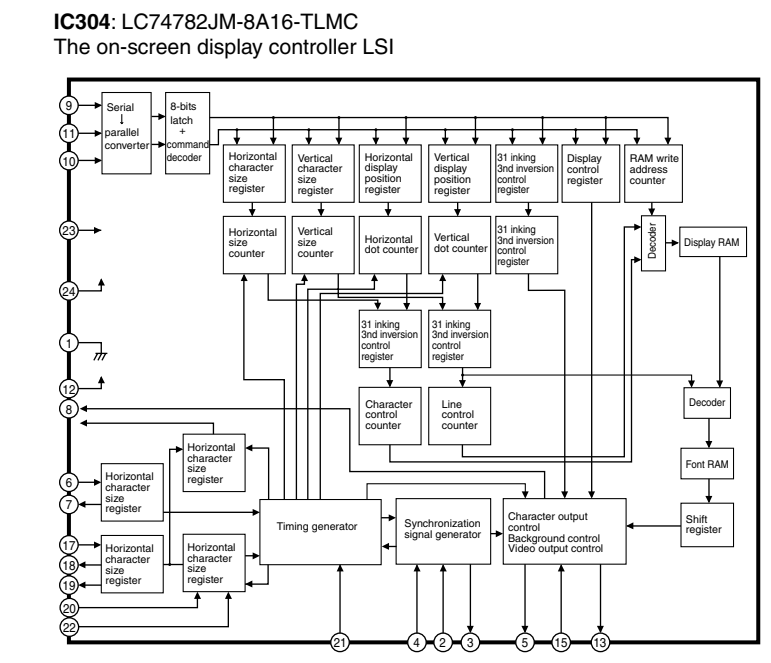 IC304: LC74782JM-8A16-TLMC
The on-screen display controller LSI
9
11
10
23
24
1
12
8
6
7
17
18
19
20
22
21
4
2
3
5
15
13
Serial
↓
parallel
converter
8-bits
latch
+
command
decoder
Horizontal
character
size
register
Vertical
character
size
register
Horizontal
display
position
register
Vertical
display
position
register
31 inking
3nd inversion
control
register
Display
control
register
RAM write
address
counter
Horizontal
size
counter
Vertical
size
counter
Horizontal
dot counter
Vertical
dot counter
31 inking
3nd inversion
control
register
Decoder
Display RAM
31 inking
3nd inversion
control
register
31 inking
3nd inversion
control
register
Character
control
counter
Line
control
counter
Decoder
Font RAM
Shift
register
Horizontal
character
size
register
Horizontal
character
size
register
Horizontal
character
size
register
Horizontal
character
size
register
Timing generator
Synchronization
signal generator
Character output
control
Background control
Video output control